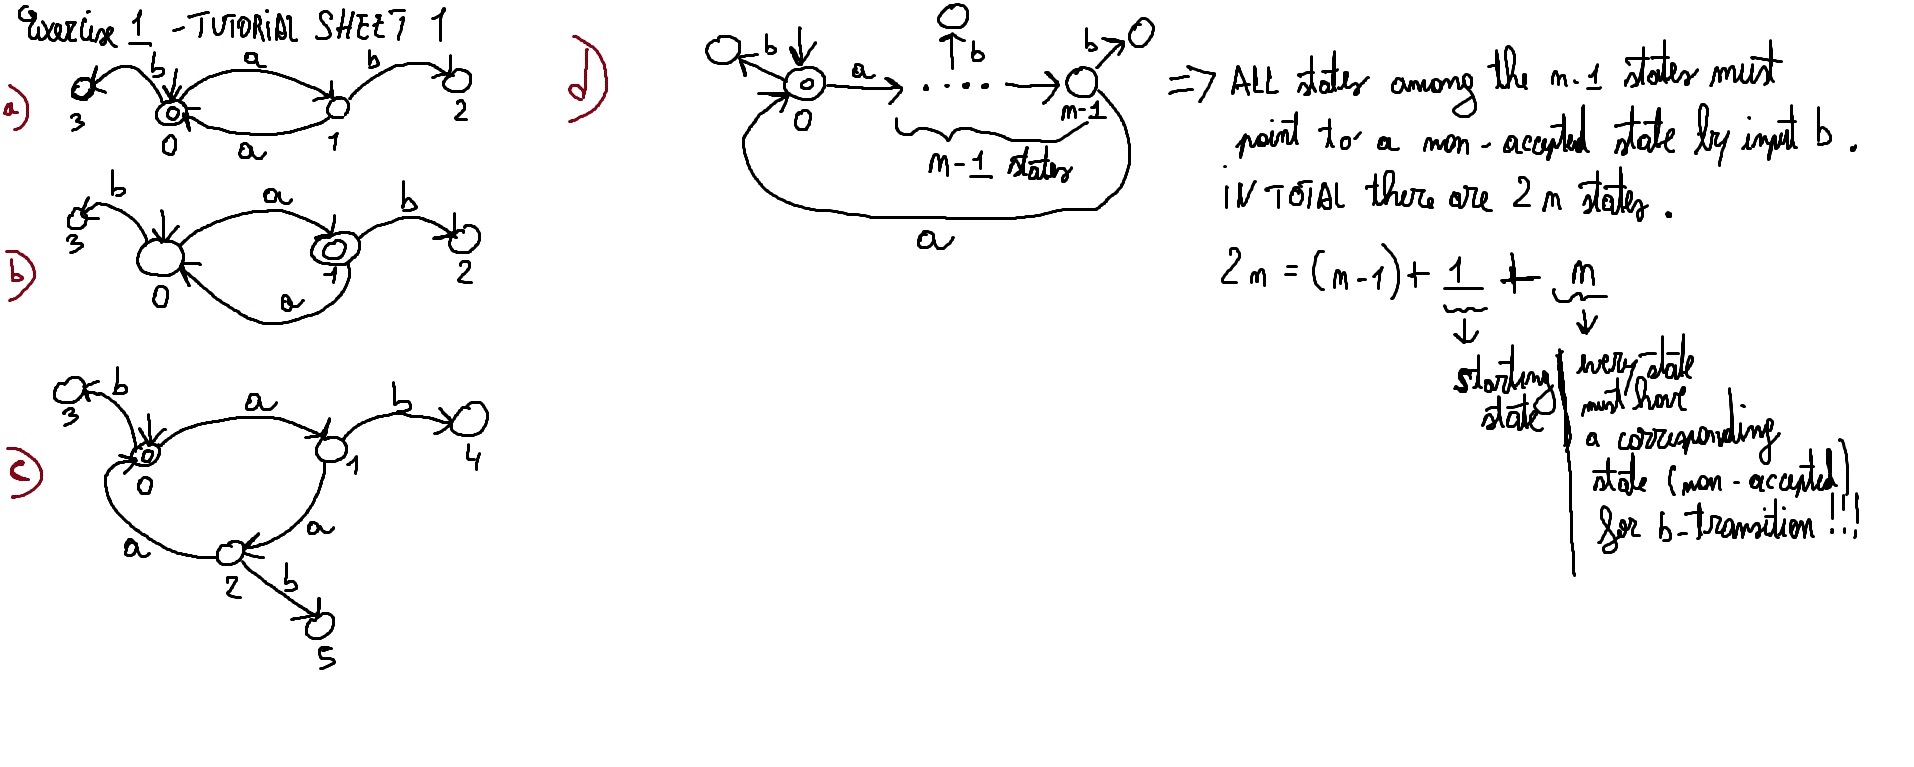 Exercise 1 - TUTORIAL SHEET 1
a)
b
a
b
3
0
a
1
2
b)
b
a
b
3
0
1
2
a
c)
b
a
b
3
0
1
4
a
a
2
b
5
d)
b
a
b
b
0
n-1
n-1 states
a
=> ALL states among the n-1 states must
point to a non-accepted state by input b.
IN TOTAL there are 2n states.
2n = (n-1) + 1 + n
starting
state
every state
must have
a corresponding
state (non-accepted)
for b-transition!!!